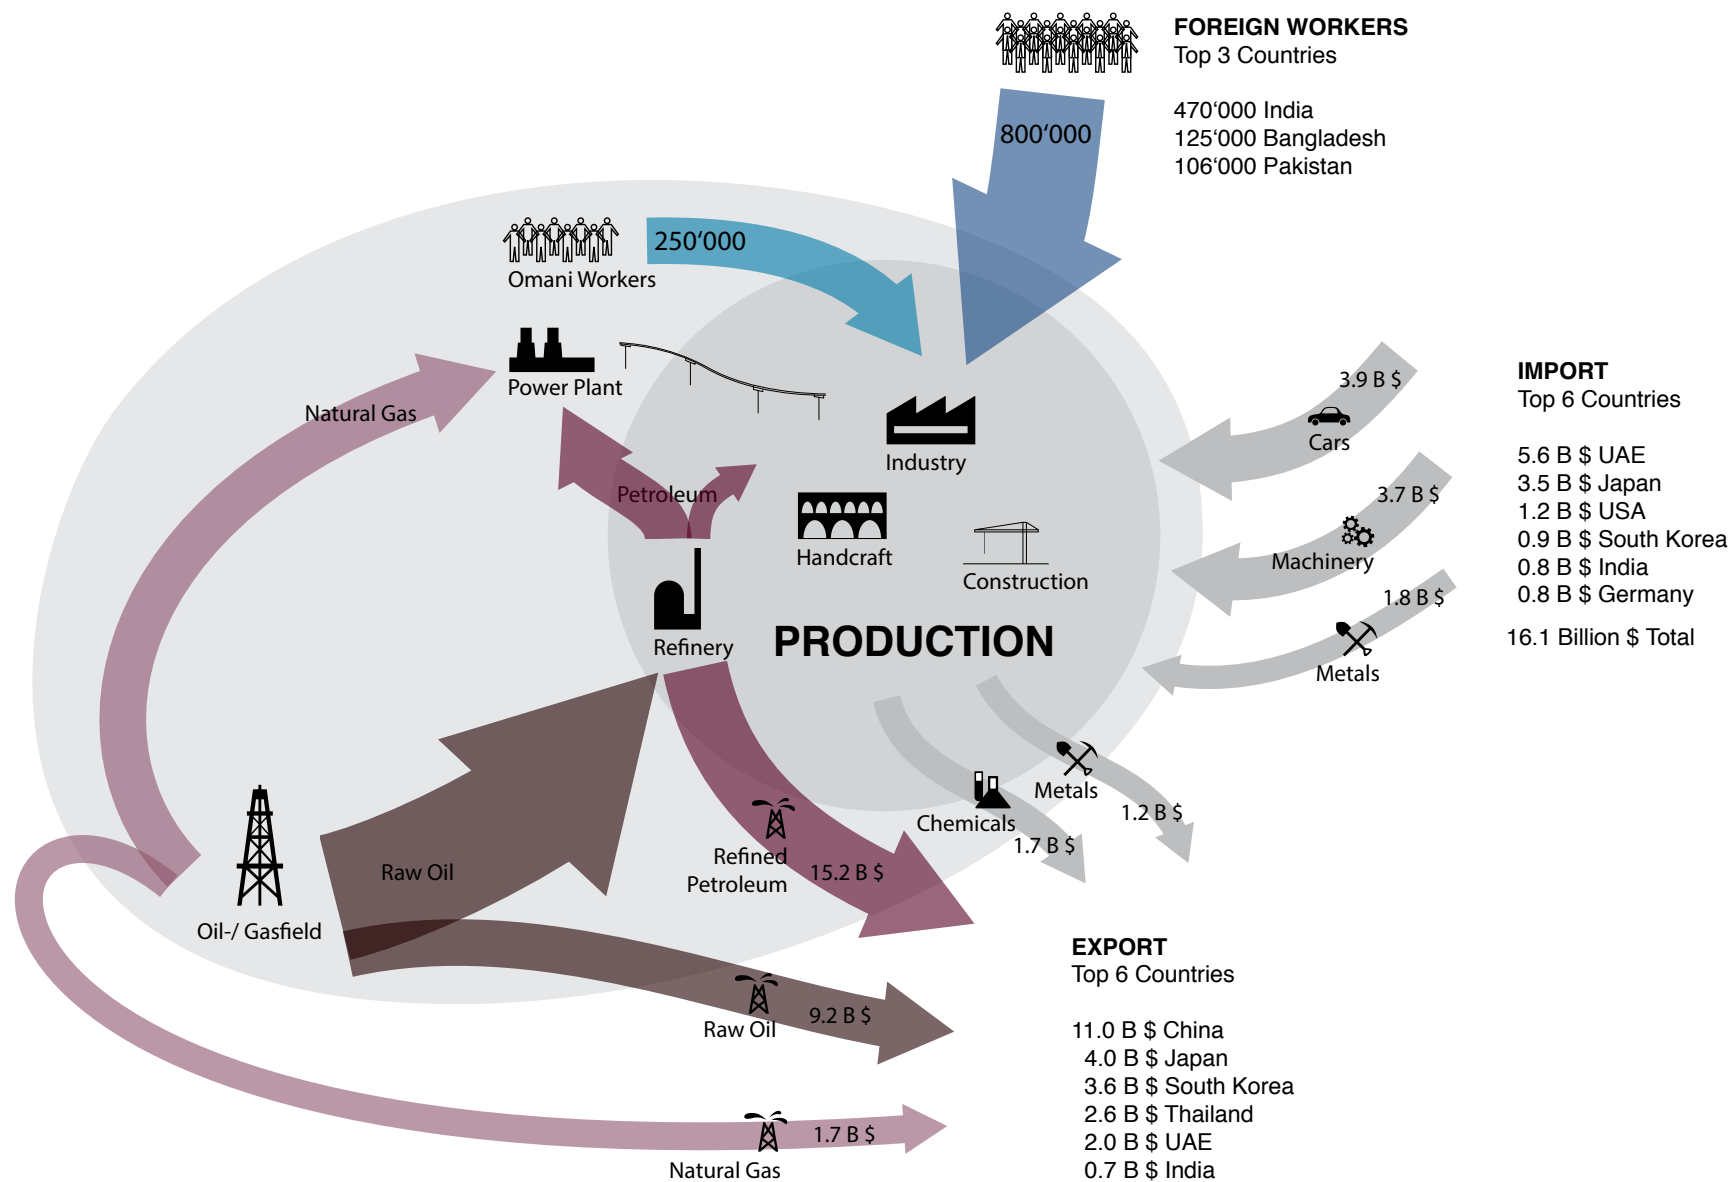 FOREIGN WORKERS
Top 3 Countries
470‘000 India
125‘000 Bangladesh
106‘000 Pakistan
800‘000
250‘000
Omani Workers
Power Plant
Natural Gas
Petroleum
Industry
Handcraft
Construction
Refinery
PRODUCTION
3.9 B $
Cars
3.7 B $
Machinery
1.8 B $
Metals
IMPORT
Top 6 Countries
5.6 B $ UAE
3.5 B $ Japan
1.2 B $ USA
0.9 B $ South Korea
0.8 B $ India
0.8 B $ Germany
16.1 Billion $ Total
Metals
1.2 B $
Chemicals
1.7 B $
Refined
Petroleum
15.2 B $
Raw Oil
Oil-/ Gasfield
Raw Oil
9.2 B $
Natural Gas
1.7 B $
EXPORT
Top 6 Countries
11.0 B $ China
4.0 B $ Japan
3.6 B $ South Korea
2.6 B $ Thailand
2.0 B $ UAE
0.7 B $ India